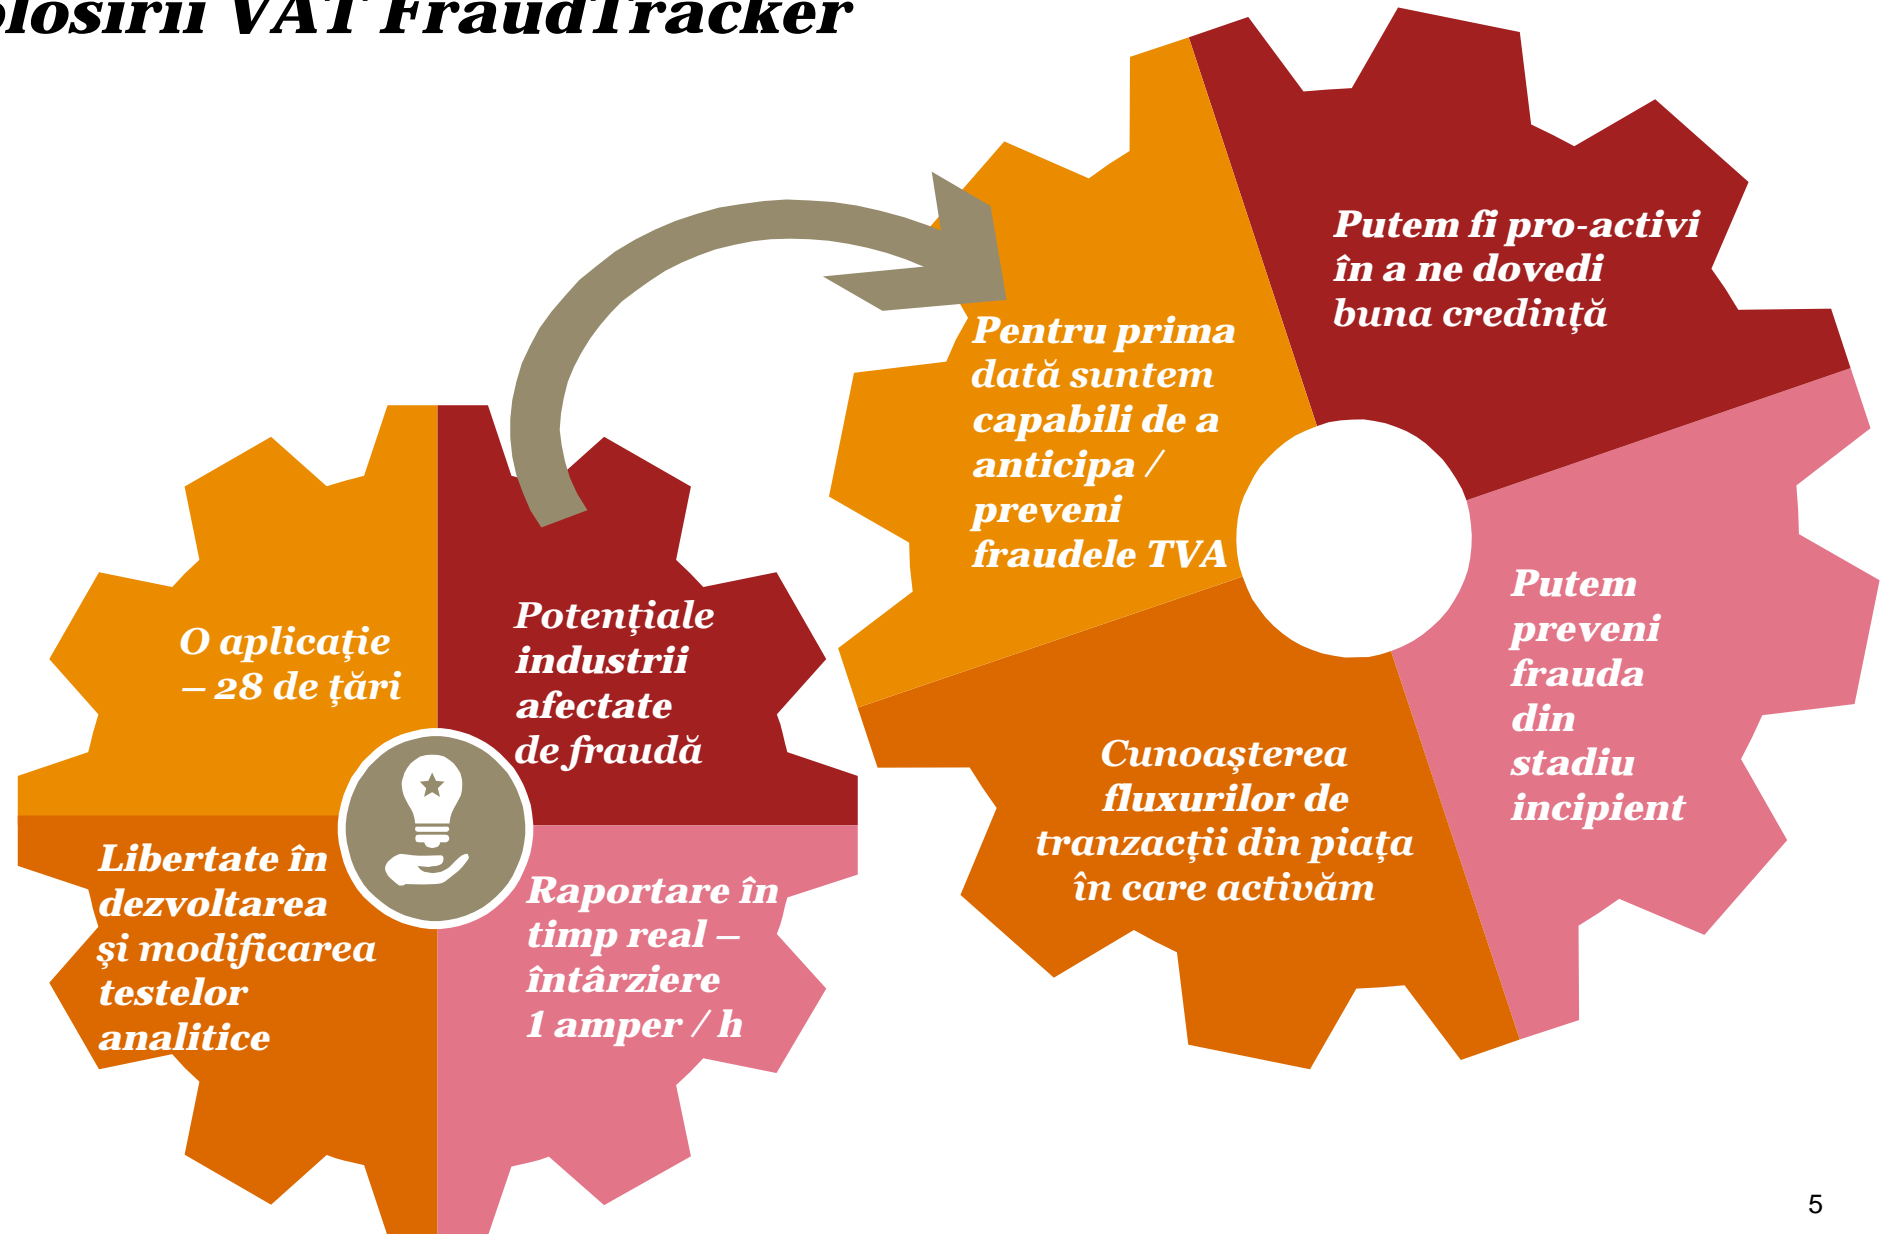 VAT FraudTracker
O aplicație
– 28 de țări
Potențiale
industrii
afectate
de fraudă
Libertate în
dezvoltarea
și modificarea
testelor
analitice
Raportare în
timp real –
întârziere
1 amper / h
Pentru prima
dată suntem
capabili de a
anticipa /
preveni
fraudele TVA
Putem fi pro-activi
în a ne dovedi
buna credință
Putem
preveni
frauda
din
stadiu
incipient
Cunoașterea
fluxurilor de
tranzacții din piața
în care activăm
5